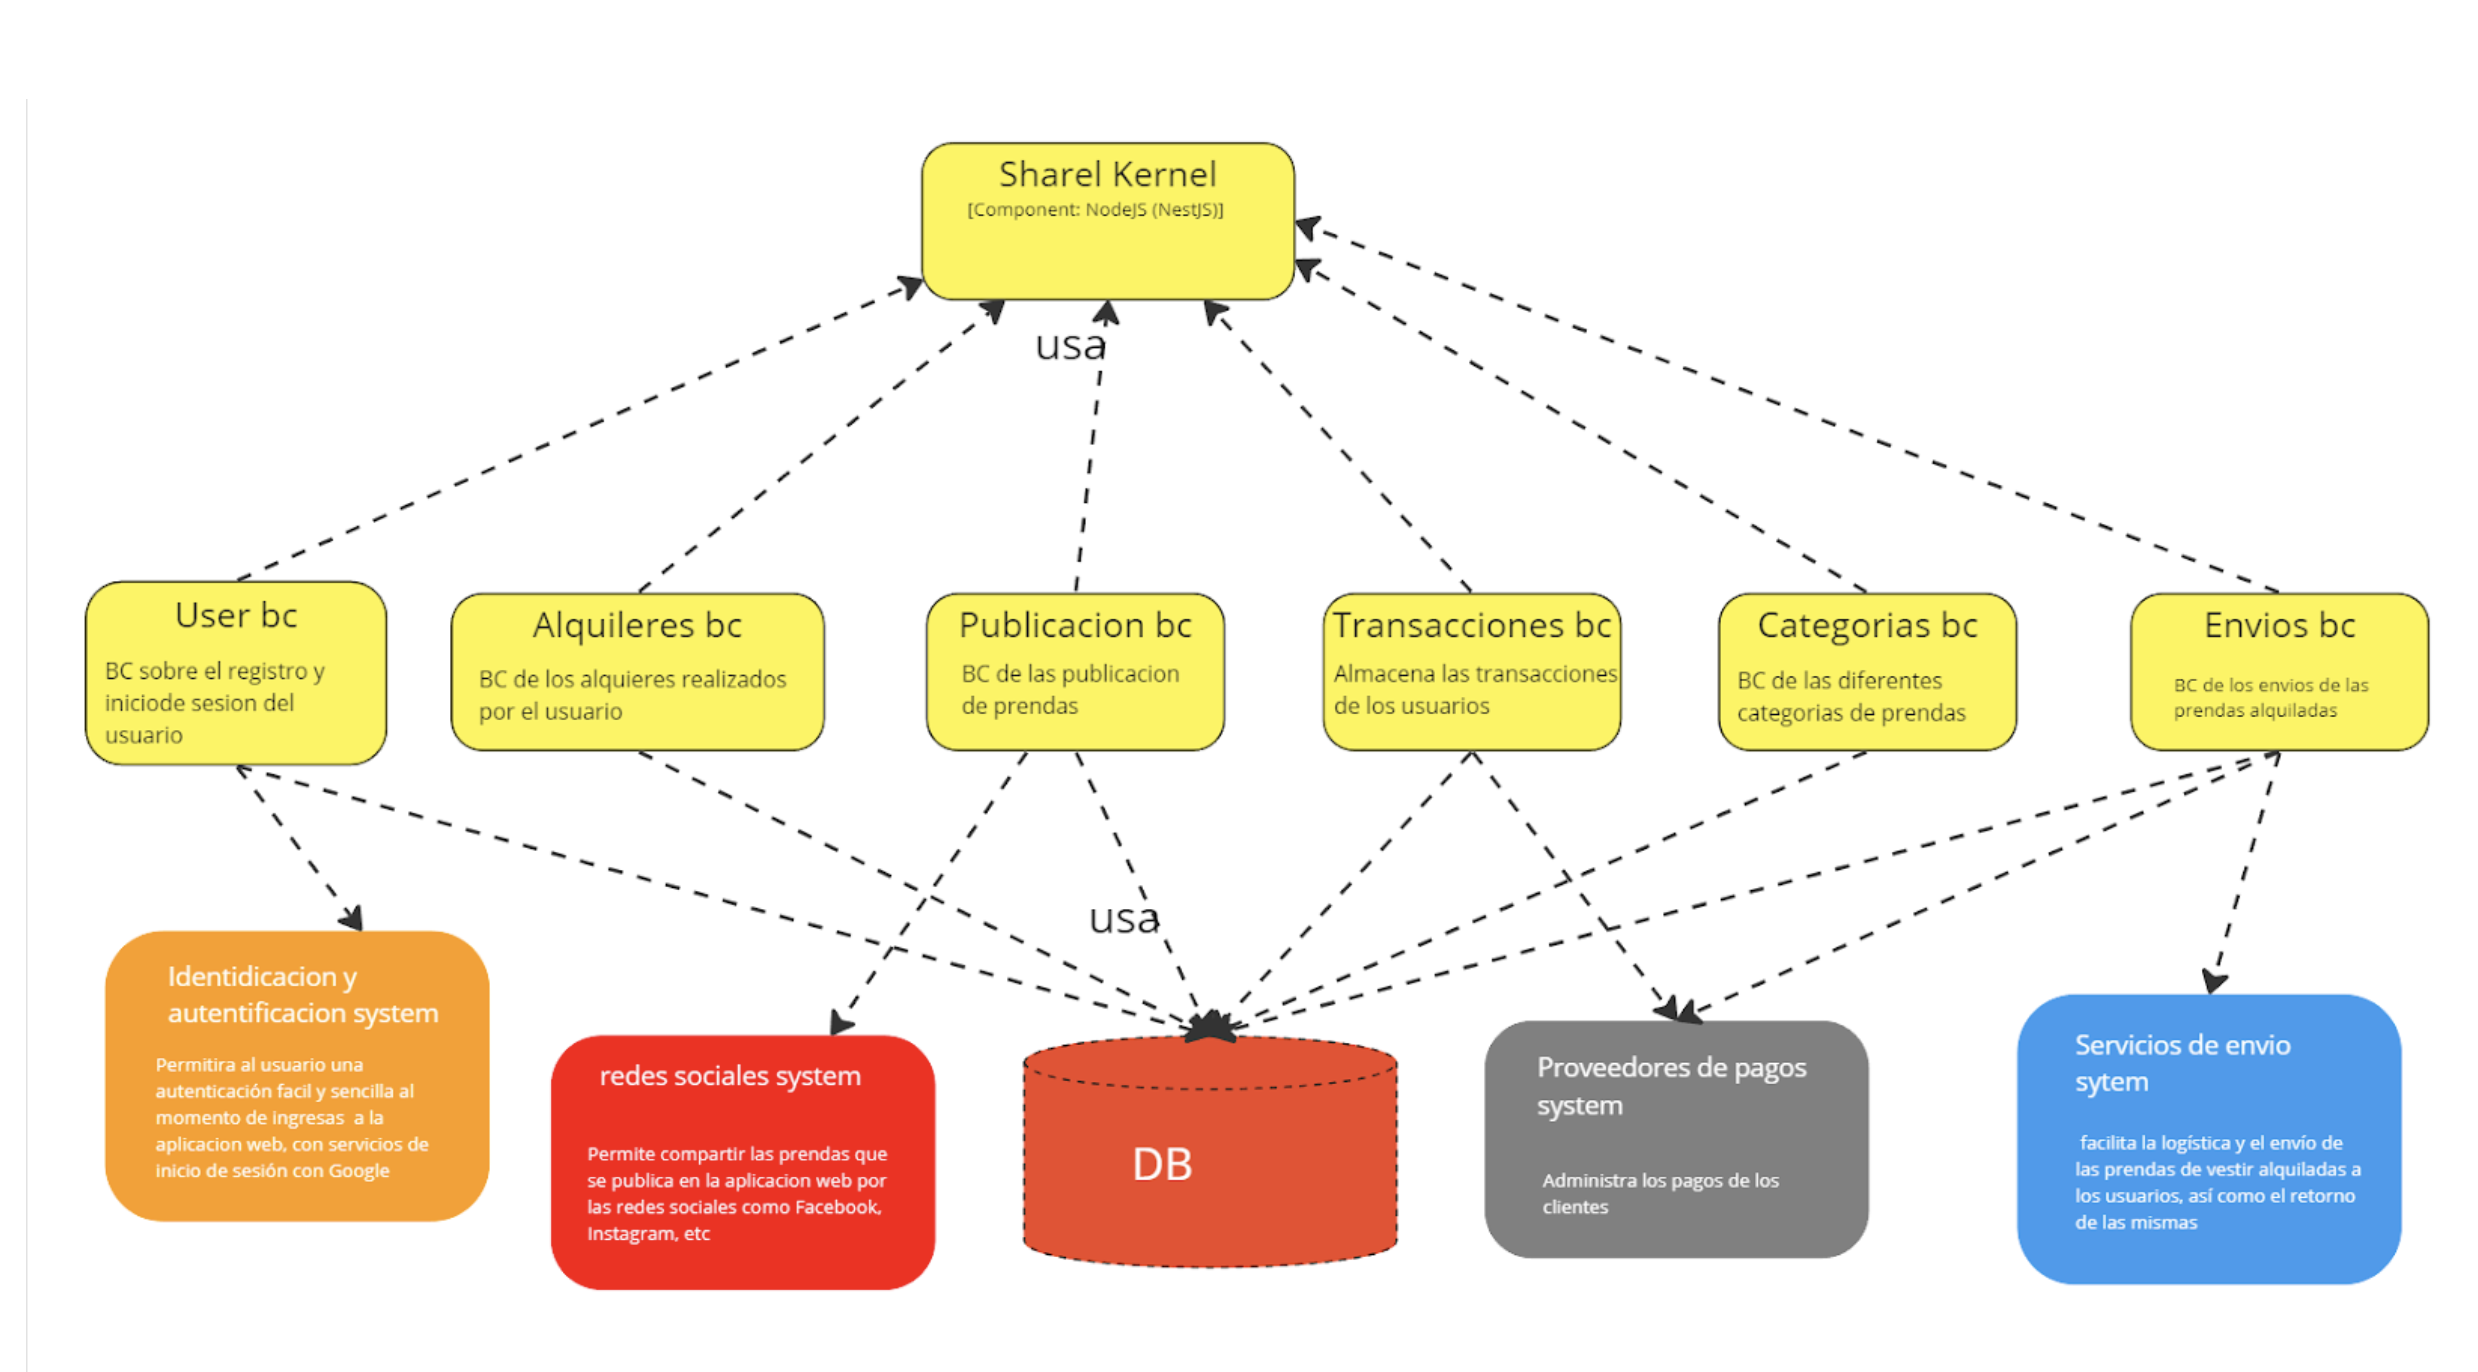 Sharel Kernel
[Component: NodeJS (NestJS)]
usa
User bc
BC sobre el registro y
iniciode sesion del
usuario
Alquileres bc
BC de los alquieres realizados
por el usuario
Publicacion bc
BC de las publicacion
de prendas
Transacciones bc
Almacena las transacciones
de los usuarios
Categorias bc
BC de las diferentes
categorias de prendas
Envios bc
BC de los envios de las
prendas alquiladas
usa
Identidicacion y
autentificacion system
Permitira al usuario una
autenticación facil y sencilla al
momento de ingresas  a la
aplicacion web, con servicios de
inicio de sesión con Google
redes sociales system
Permite compartir las prendas que
se publica en la aplicacion web por
las redes sociales como Facebook,
Instagram, etc
DB
Proveedores de pagos
system
Administra los pagos de los
clientes
Servicios de envio
sytem
facilita la logística y el envío de
las prendas de vestir alquiladas a
los usuarios, así como el retorno
de las mismas